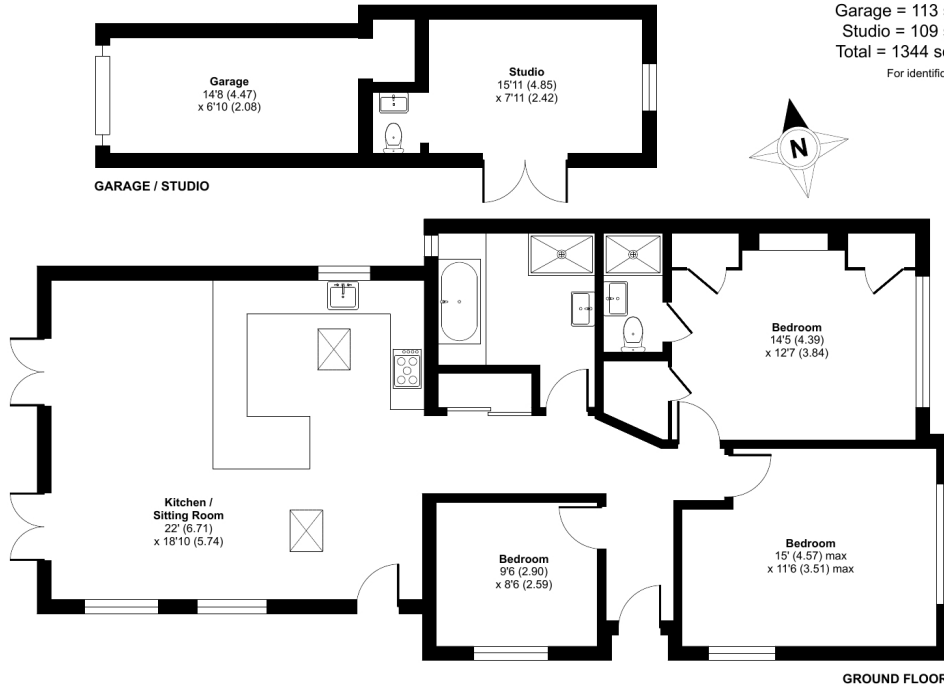 Garage = 113 s
Studio = 109 s
Total = 1344 s
For identific
Garage
14'8 (4.47)
x 6'10 (2.08)
Studio
15'11 (4.85)
x 7'11 (2.42)
N
GARAGE / STUDIO
Bedroom
14'5 (4.39)
x 12'7 (3.84)
Kitchen /
Sitting Room
22' (6.71)
x 18'10 (5.74)
Bedroom
9'6 (2.90)
x 8'6 (2.59)
Bedroom
15' (4.57) max
x 11'6 (3.51) max
GROUND FLOOR